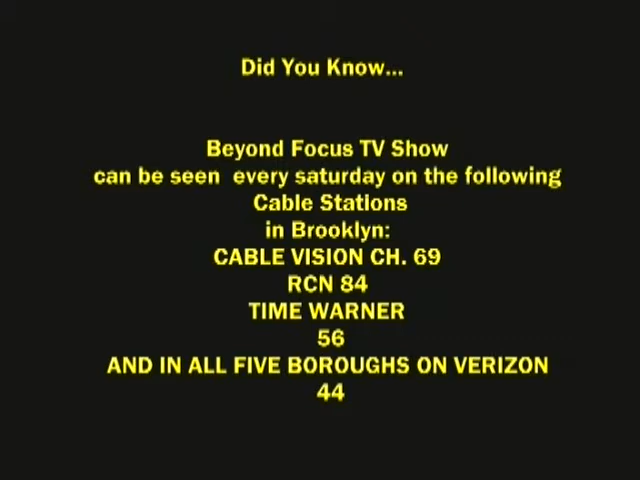 Did You Know...
Beyond Focus TV Show
can be seen  every saturday on the following
Cable Stations
in Brooklyn:
CABLE VISION CH. 69
RCN 84
TIME WARNER
56
AND IN ALL FIVE BOROUGHS ON VERIZON
44